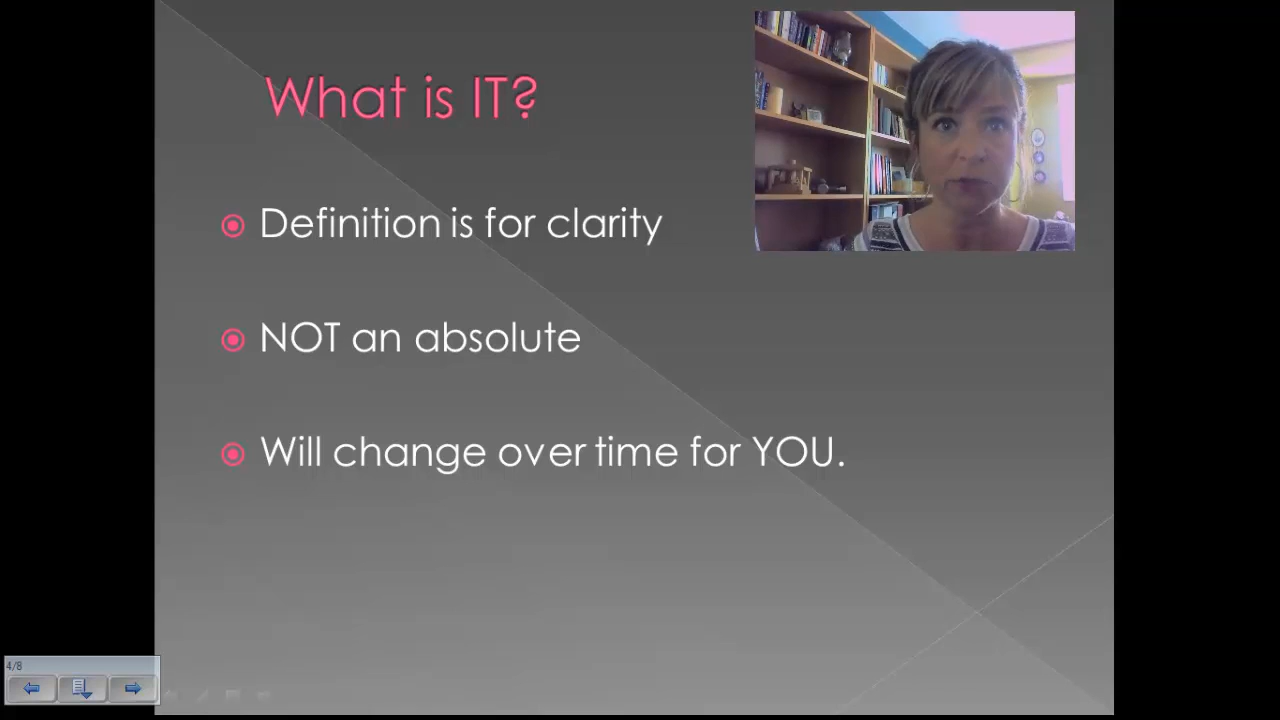 What is IT?
Definition is for clarity
NOT an absolute
Will change over time for YOU.
4/8